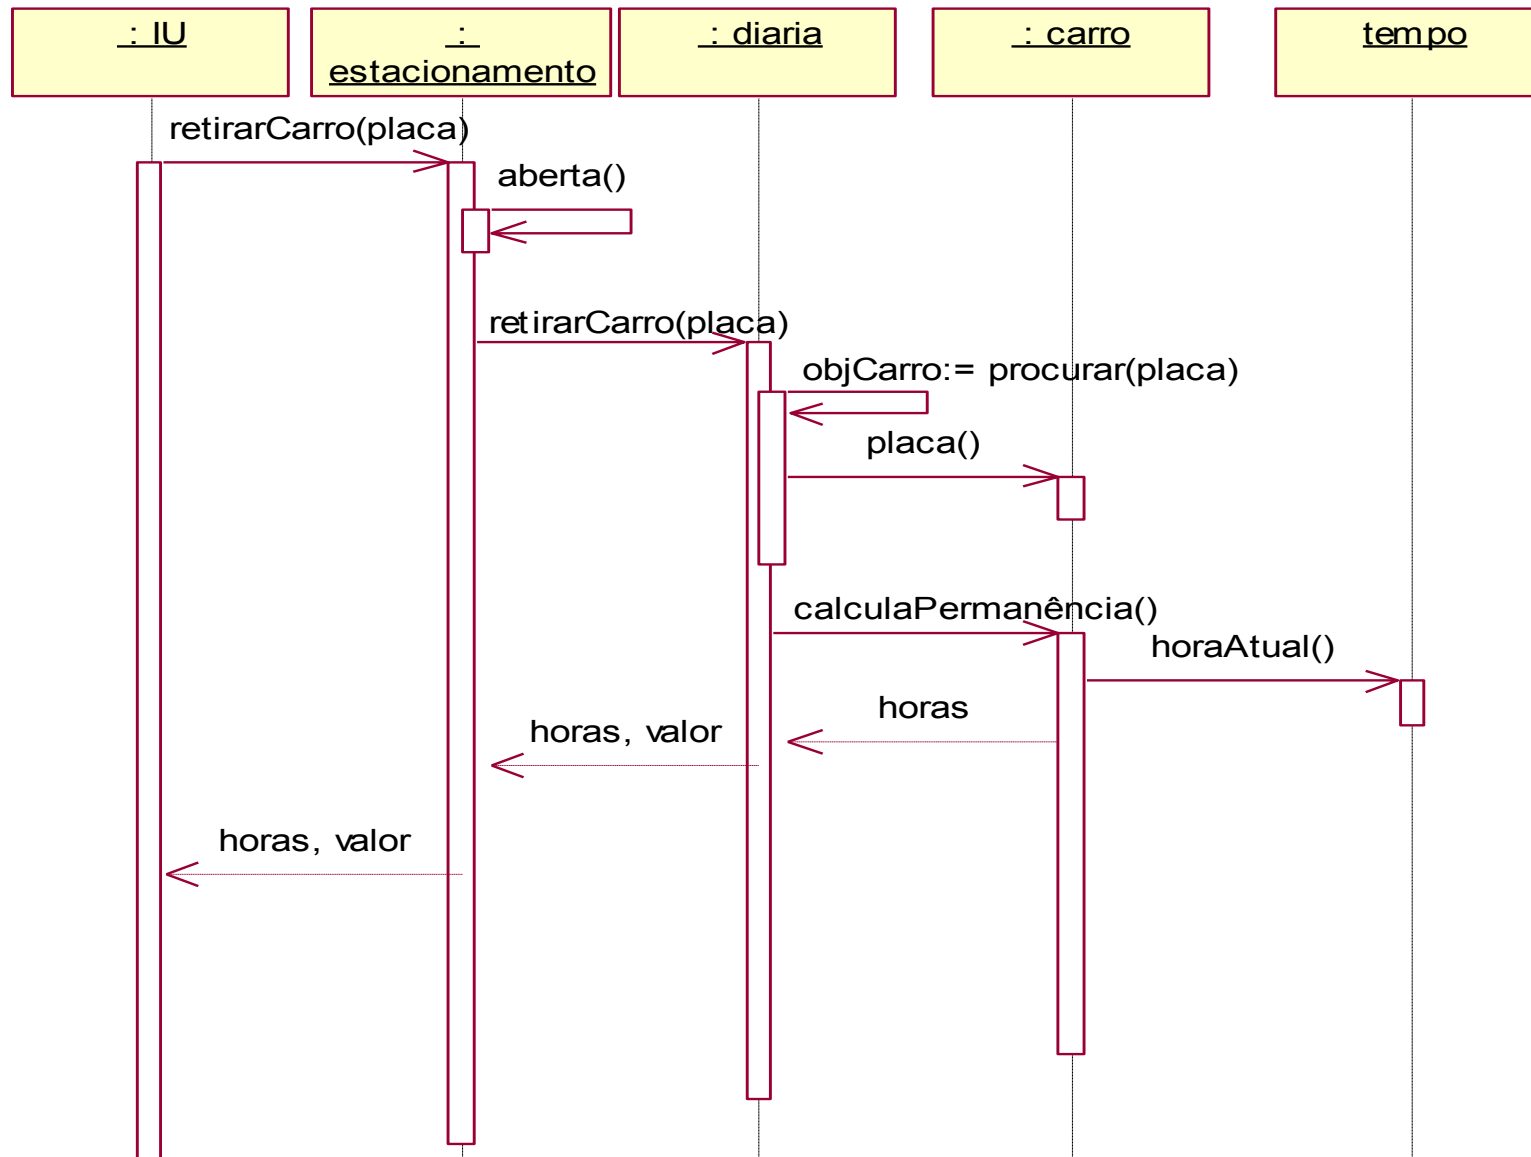 : IU
:
estacionamento
: diaria
: carro
tempo
retirarCarro(placa)
aberta()
retirarCarro(placa)
objCarro:= procurar(placa)
placa()
calculaPermanência()
horaAtual()
horas
horas, valor
horas, valor